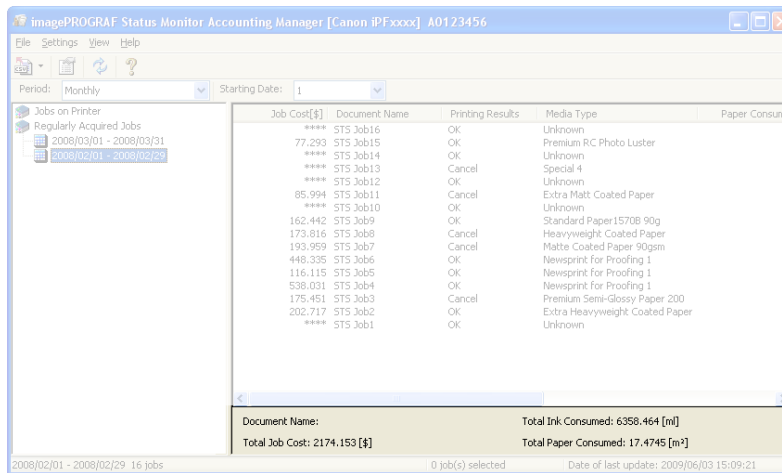 imagePROGRAF Status Monitor Accounting Manager [Canon iPFxxxx] A0123456
File Settings View Help
Period: Monthly Starting Date: 1
Jobs on Printer
Regularly Acquired Jobs
2008/03/01 - 2008/03/31
2008/02/01 - 2008/02/29
Job Cost[$] Document Name Printing Results Media Type Paper Consum
**** STS Job16 OK Unknown
77.293 STS Job15 OK Premium RC Photo Luster
**** STS Job14 OK Unknown
**** STS Job13 Cancel Special 4
**** STS Job12 OK Unknown
85.994 STS Job11 Cancel Extra Matt Coated Paper
**** STS Job10 OK Unknown
162.442 STS Job9 OK Standard Paper1570B 90g
173.816 STS Job8 Cancel Heavyweight Coated Paper
193.959 STS Job7 Cancel Matte Coated Paper 90gsm
448.335 STS Job6 OK Newsprint for Proofing 1
116.115 STS Job5 OK Newsprint for Proofing 1
538.031 STS Job4 OK Newsprint for Proofing 1
175.451 STS Job3 Cancel Premium Semi-Glossy Paper 200
202.717 STS Job2 OK Extra Heavyweight Coated Paper
**** STS Job1 OK Unknown
Document Name: Total Ink Consumed: 6358.464 [ml]
Total Job Cost: 2174.153 [$] Total Paper Consumed: 17.4745 [m²]
2008/02/01 - 2008/02/29 16 jobs 0 job(s) selected Date of last update: 2009/06/03 15:09:21